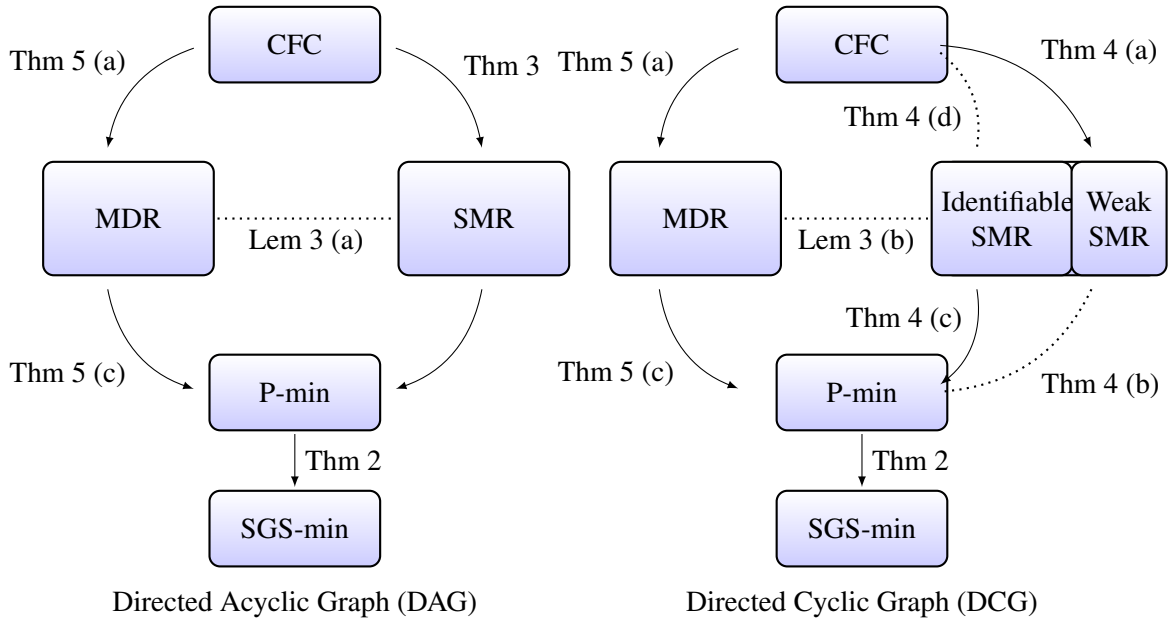 CFC
Thm 5 (a)
Thm 3
MDR
SMR
Lem 3 (a)
Thm 5 (c)
P-min
Thm 2
SGS-min
Directed Acyclic Graph (DAG)
CFC
Thm 5 (a)
Thm 4 (a)
Thm 4 (d)
MDR
Identifiable
SMR
Weak
SMR
Lem 3 (b)
Thm 4 (c)
Thm 5 (c)
P-min
Thm 4 (b)
Thm 2
SGS-min
Directed Cyclic Graph (DCG)